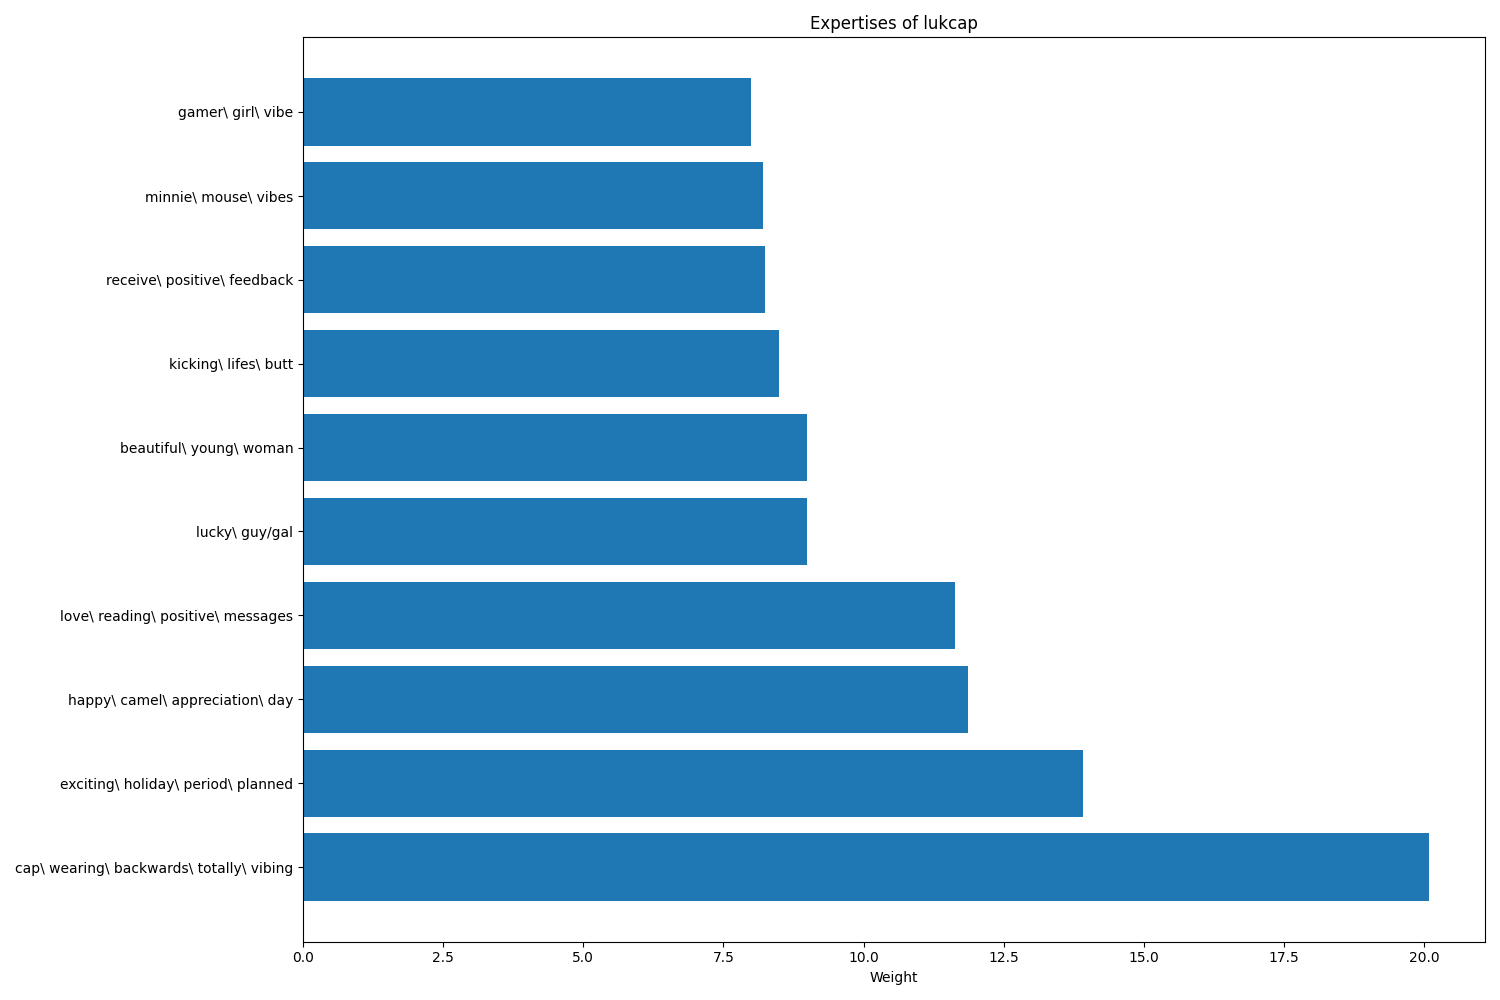 Expertises of lukcap
gamer\ girl\ vibe
minnie\ mouse\ vibes
receive\ positive\ feedback
kicking\ lifes\ butt
beautiful\ young\ woman
lucky\ guy/gal
love\ reading\ positive\ messages
happy\ camel\ appreciation\ day
exciting\ holiday\ period\ planned
cap\ wearing\ backwards\ totally\ vibing
0.0 2.5 5.0 7.5 10.0 12.5 15.0 17.5 20.0
Weight